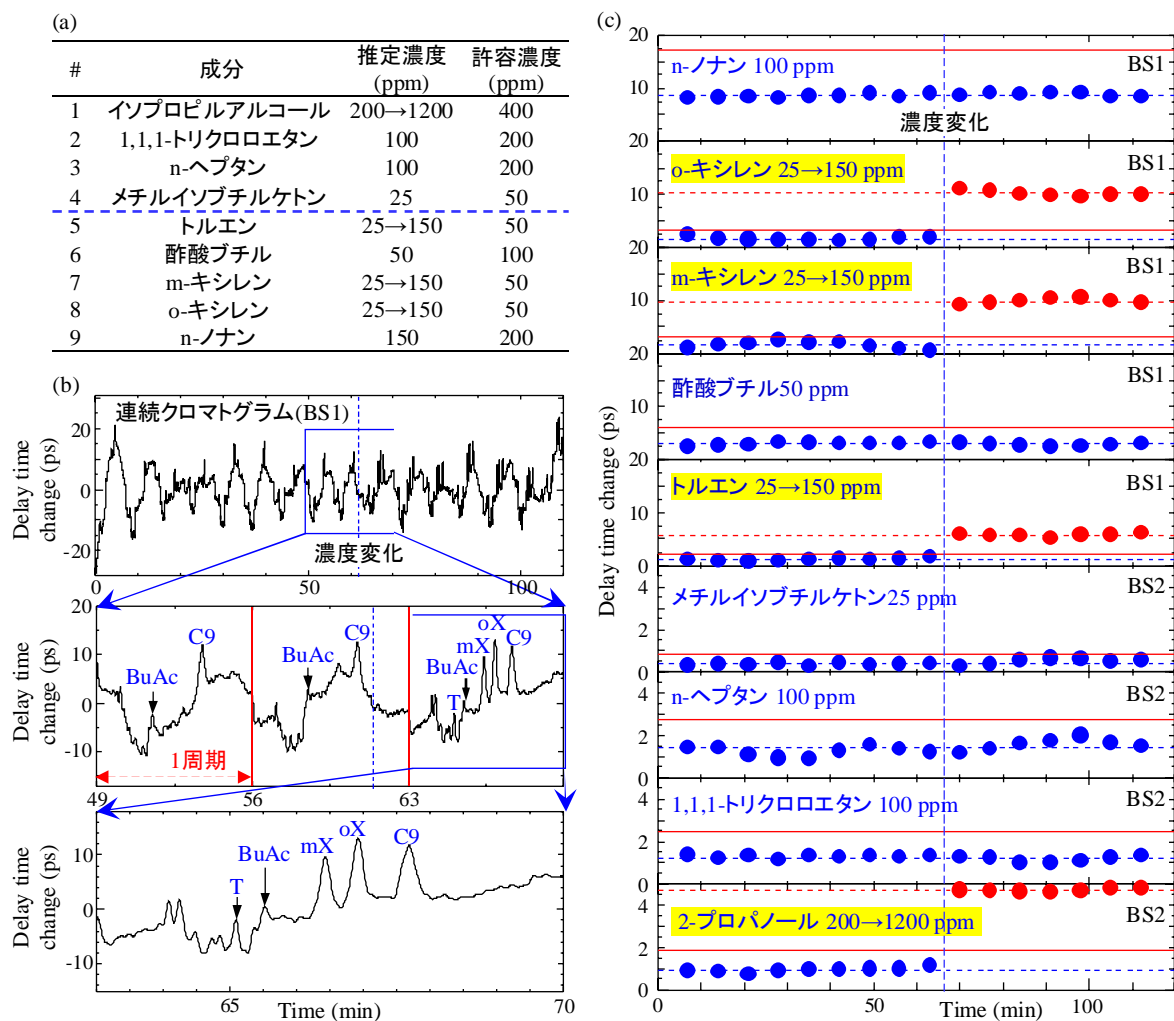 (a)
# 成分 推定濃度 (ppm) 許容濃度 (ppm)
1 イソプロピルアルコール 200→1200 400
2 1,1,1-トリクロロエタン 100 200
3 n-ヘプタン 100 200
4 メチルイソブチルケトン 25 50
5 トルエン 25→150 50
6 酢酸ブチル 50 100
7 m-キシレン 25→150 50
8 o-キシレン 25→150 50
9 n-ノナン 150 200
(b)
連続クロマトグラム(BS1)
Delay time change (ps)
20
0
-20
0 50 100
濃度変化
Delay time change (ps)
20
10
0
-10
BuAc C9 BuAc C9 T BuAc mX oX C9
1周期
49 56 63
Delay time change (ps)
10
0
-10
T BuAc mX oX C9
65 70
Time (min)
(c)
Delay time change (ps)
20
n-ノナン 100 ppm BS1
10
濃度変化
20
o-キシレン 25→150 ppm BS1
10
20
m-キシレン 25→150 ppm BS1
10
20
酢酸ブチル50 ppm BS1
10
20
トルエン 25→150 ppm BS1
10
0
4
メチルイソブチルケトン25 ppm BS2
2
0
4
n-ヘプタン 100 ppm BS2
2
0
4
1,1,1-トリクロロエタン 100 ppm BS2
2
0
4
2-プロパノール 200→1200 ppm BS2
2
0
0 50 100
Time (min)